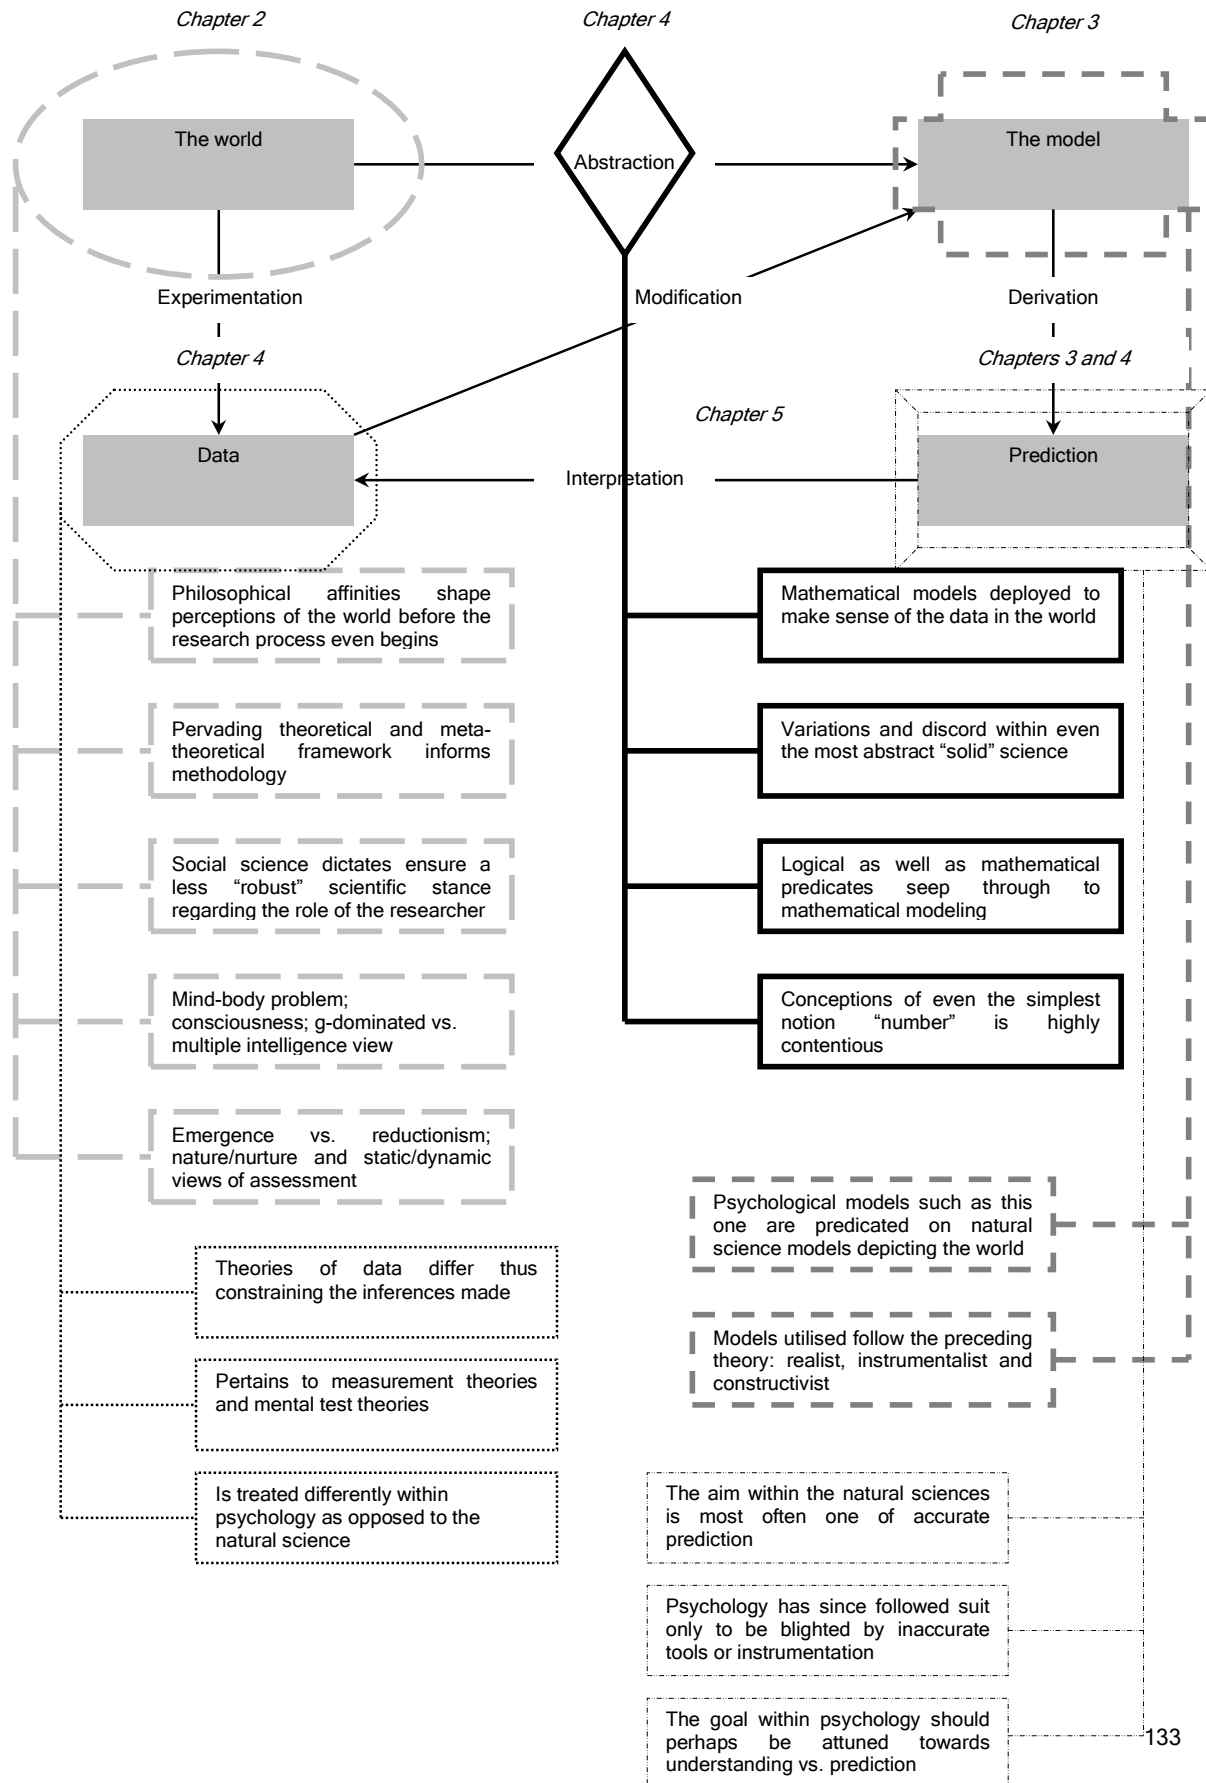 Chapter 2
Chapter 4
Chapter 3
The world
Abstraction
The model
Experimentation
Modification
Derivation
Chapter 4
Chapters 3 and 4
Chapter 5
Data
Interpretation
Prediction
Philosophical affinities shape
perceptions of the world before the
research process even begins
Pervading theoretical and meta-
theoretical framework informs
methodology
Social science dictates ensure a
less “robust” scientific stance
regarding the role of the researcher
Mind-body problem;
consciousness; g-dominated vs.
multiple intelligence view
Emergence vs. reductionism;
nature/nurture and static/dynamic
views of assessment
Theories of data differ thus
constraining the inferences made
Pertains to measurement theories
and mental test theories
Is treated differently within
psychology as opposed to the
natural science
Mathematical models deployed to
make sense of the data in the world
Variations and discord within even
the most abstract “solid” science
Logical as well as mathematical
predicates seep through to
mathematical modeling
Conceptions of even the simplest
notion “number” is highly
contentious
Psychological models such as this
one are predicated on natural
science models depicting the world
Models utilised follow the preceding
theory: realist, instrumentalist and
constructivist
The aim within the natural sciences
is most often one of accurate
prediction
Psychology has since followed suit
only to be blighted by inaccurate
tools or instrumentation
The goal within psychology should
perhaps be attuned towards
understanding vs. prediction
133